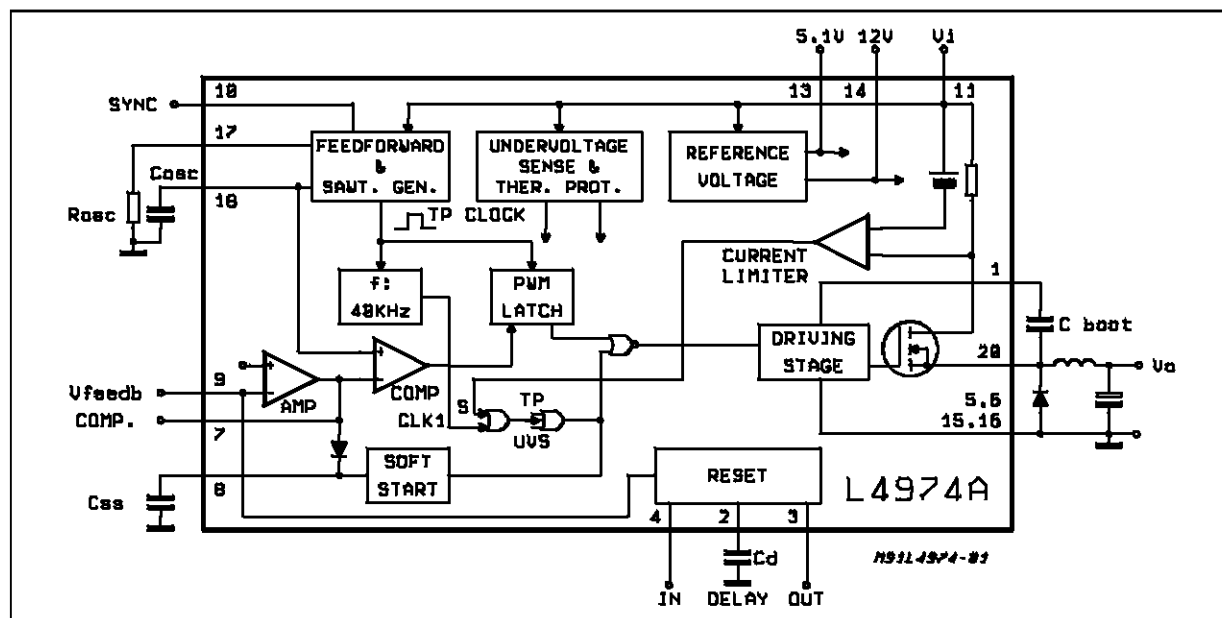 5.1V 12V Vi
10 13 14 11
SYNC
17
FEEDFORWARD
&
SAWT. GEN.
UNDERVOLTAGE
SENSE &
THER. PROT.
REFERENCE
VOLTAGE
Cosc
18
Rosc
TP CLOCK
CURRENT
LIMITER
1
f:
40KHz
PWM
LATCH
C boot
DRIVING
STAGE
20
Vo
+
-
AMP
+
-
COMP
9
Vfeedb
COMP.
7
S
CLK1
TP
UVS
5.6
15.16
SOFT
START
8
Css
RESET
L4974A
4 2 3
Cd
M91L4974-01
IN DELAY OUT